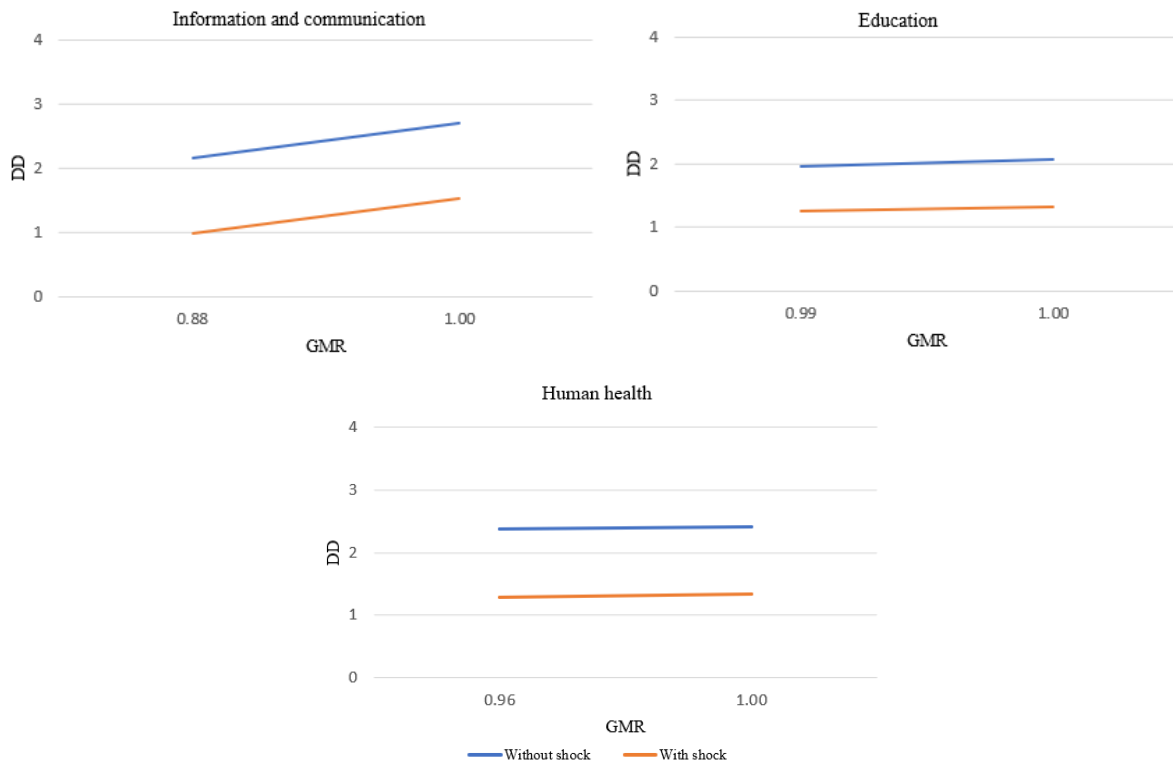 Information and communication
4
3
2
1
0
DD
0.88 1.00
GMR
Education
4
3
2
1
0
DD
0.99 1.00
GMR
Human health
4
3
2
1
0
DD
0.96 1.00
GMR
Without shock With shock